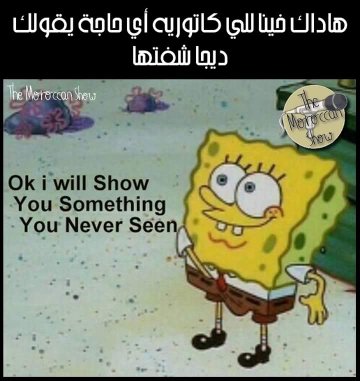 هاداك خينا للي كاتوريه أي حاجة يقولك
ديجا شفتها
The Moroccan Show
The
Moroccan
Show
Ok i will Show
You Something
You Never Seen